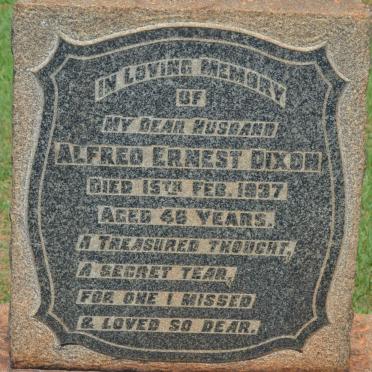 IN LOVING MEMORY
OF
MY DEAR HUSBAND
ALFRED ERNEST DIXON
DIED 15TH FEB. 1937
AGED 46 YEARS.
A TREASURED THOUGHT,
A SECRET TEAR,
FOR ONE I MISSED
& LOVED SO DEAR.